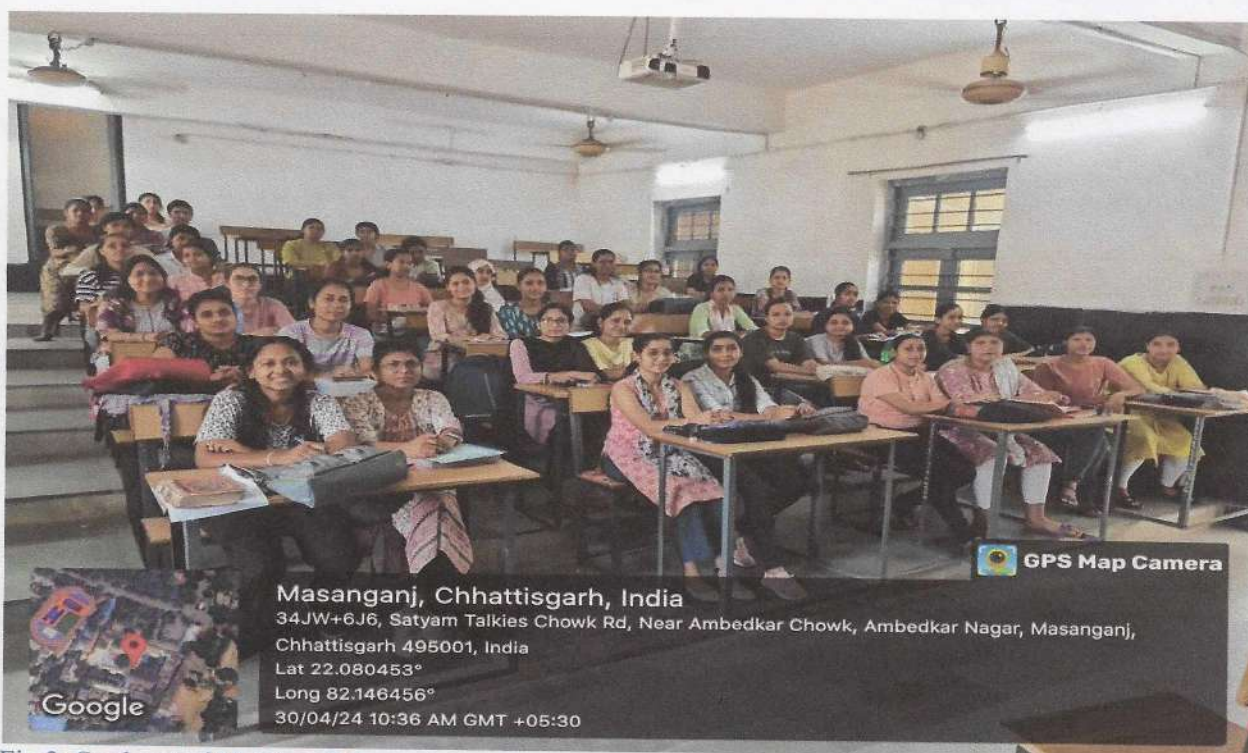 GPS Map Camera
Masanganj, Chhattisgarh, India
34JW+6J6, Satyam Talkies Chowk Rd, Near Ambedkar Chowk, Ambedkar Nagar, Masanganj,
Chhattisgarh 495001, India
Lat 22.080453°
Long 82.146456°
30/04/24 10:36 AM GMT +05:30
Google